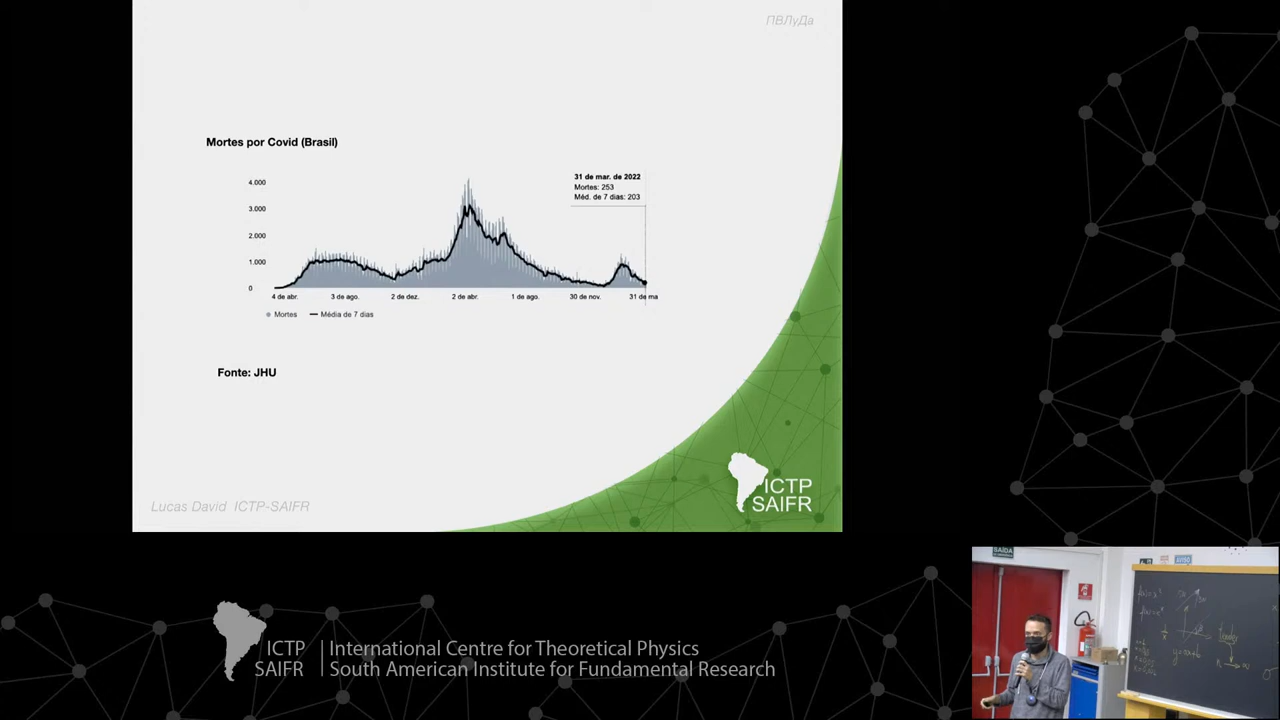 ПВЛуДа
Mortes por Covid (Brasil)
31 de mar. de 2022
Mortes: 253
Méd. de 7 dias: 203
4.000
3.000
2.000
1.000
0
4 de abr.
3 de ago.
2 de dez.
2 de abr.
1 de ago.
30 de nov.
31 de ma
Mortes
Média de 7 dias
Fonte: JHU
Lucas David ICTP-SAIFR
ICTP
SAIFR
ICTP
SAIFR
International Centre for Theoretical Physics
South American Institute for Fundamental Research
SAÍDA